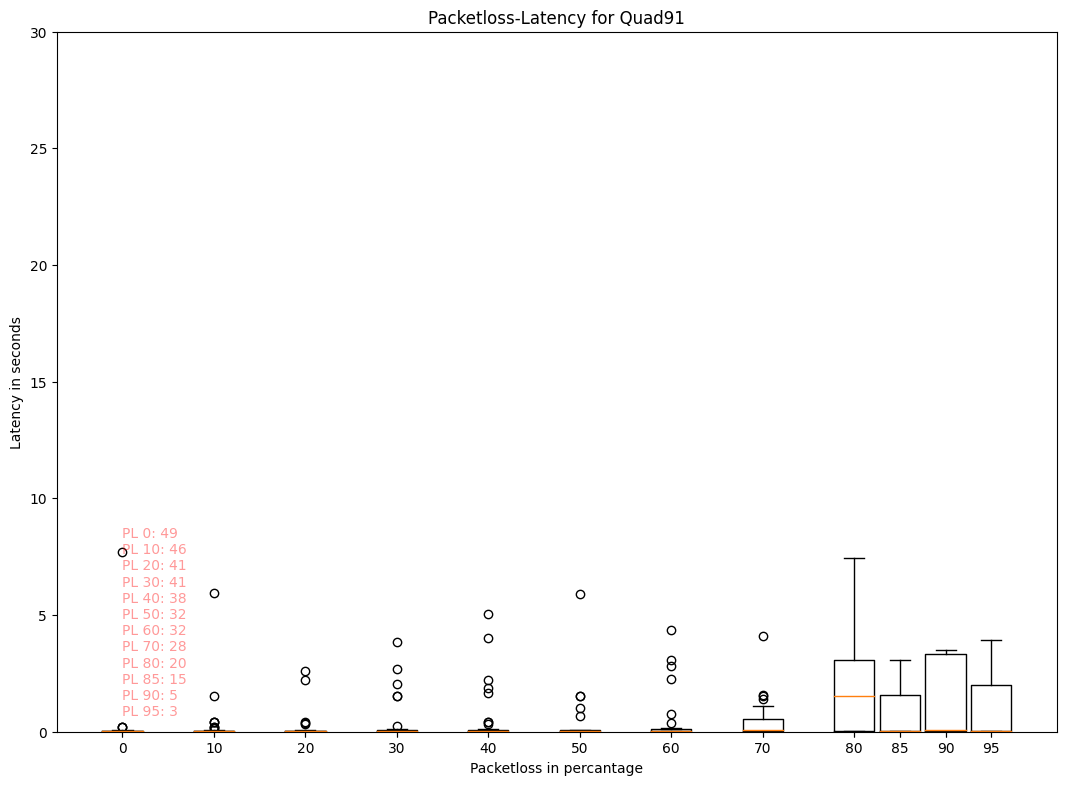 Packetloss-Latency for Quad91
30
25
20
15
10
5
0
Latency in seconds
PL 0: 49
PL 10: 46
PL 20: 41
PL 30: 41
PL 40: 38
PL 50: 32
PL 60: 32
PL 70: 28
PL 80: 20
PL 85: 15
PL 90: 5
PL 95: 3
0 10 20 30 40 50 60 70 80 85 90 95
Packetloss in percantage